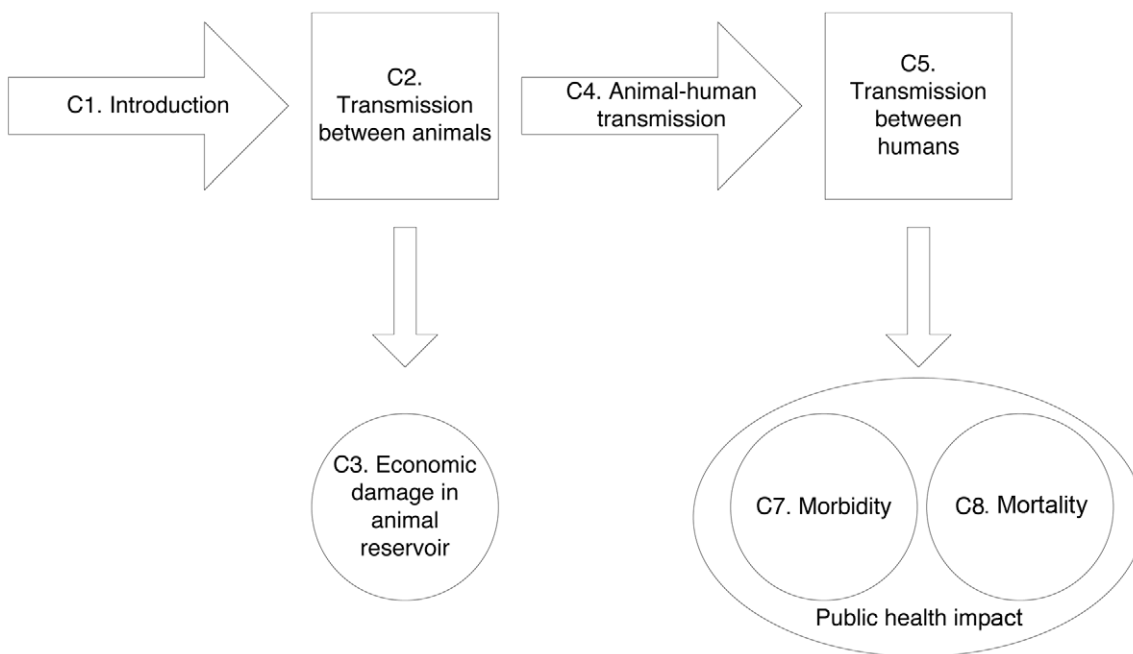 C1. Introduction
C2.
Transmission
between animals
C4. Animal-human
transmission
C5.
Transmission
between
humans
C3. Economic
damage in
animal
reservoir
C7. Morbidity
C8. Mortality
Public health impact